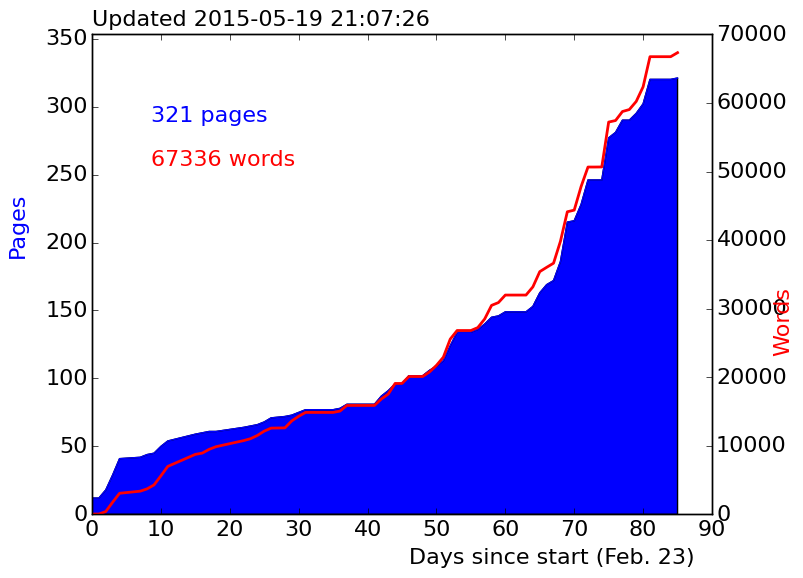 Updated 2015-05-19 21:07:26
350
300
250
200
150
100
50
0
Pages
321 pages
67336 words
70000
60000
50000
40000
30000
20000
10000
0
Words
0 10 20 30 40 50 60 70 80 90
Days since start (Feb. 23)